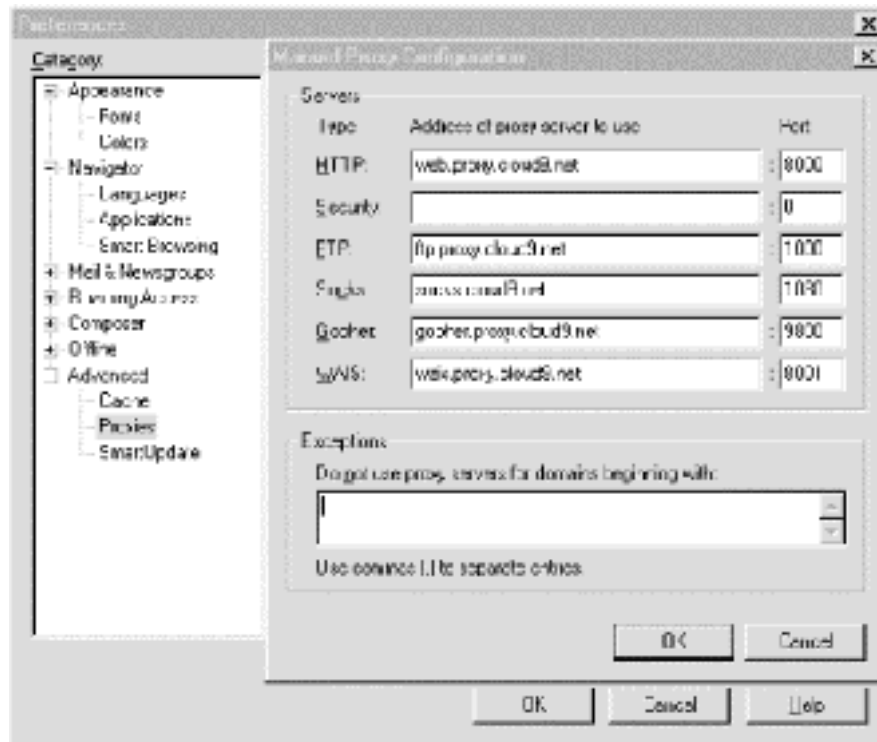 Preferences
Category:
Appearance
Fonts
Colors
Navigator
Languages
Applications
Smart Browsing
Mail & Newsgroups
Roaming Access
Composer
Offline
Advanced
Cache
Proxies
SmartUpdate
Manual Proxy Configuration
Servers
Type Address of proxy server to use Port
HTTP: web.proxy.cloud9.net : 8000
Security: : 0
FTP: ftp.proxy.cloud9.net :
Socks: : 1080
Gopher: gopher.proxy.cloud9.net :
WAIS: wais.proxy.cloud9.net : 8001
Exceptions
Do not use proxy servers for domains beginning with:
Use commas (,) to separate entries.
OK Cancel
OK Cancel Help